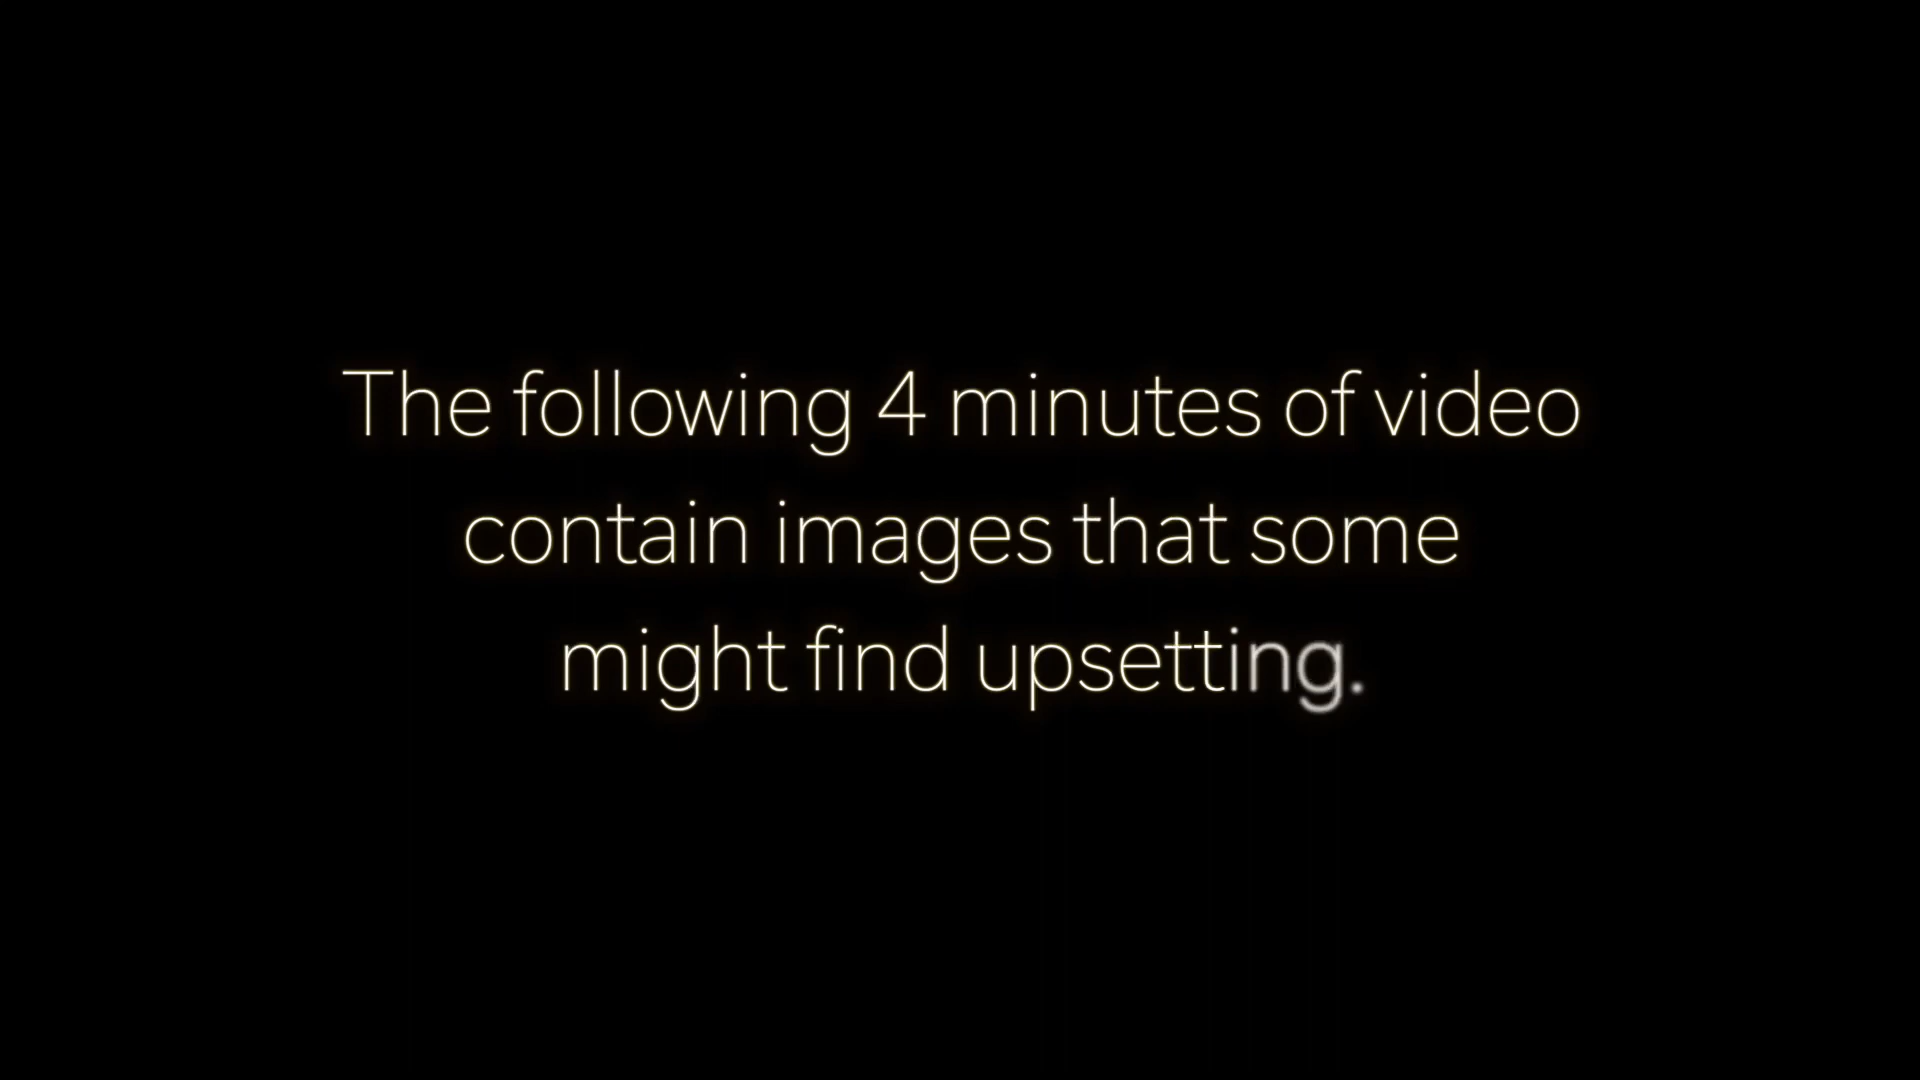 The following 4 minutes of video
contain images that some
might find upsetting.